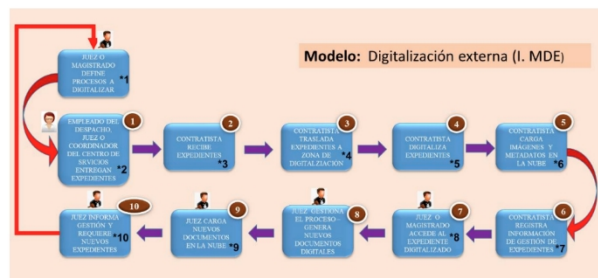 Modelo: Digitalización externa (I. MDE)
JUEZ O
MAGISTRADO
DEFINE
PROCESOS A
DIGITALIZAR
*1
1
EMPLEADO DEL
DESPACHO,
JUEZ O
COORDINADOR
DEL CENTRO DE
SEVICIOS
ENTREGAN
EXPEDIENTES
*2
2
CONTRATISTA
RECIBE
EXPEDIENTES
*3
3
CONTRATISTA
TRASLADA
EXPEDIENTES A
ZONA DE
DIGITALIZACIÓN
*4
4
CONTRATISTA
DIGITALIZA
EXPEDIENTES
*5
5
CONTRATISTA
CARGA
IMÁGENES Y
METADATOS EN
LA NUBE
*6
6
CONTRATISTA
REGISTRA
INFORMACIÓN
DE GESTIÓN DE
EXPEDIENTES
*7
7
JUEZ O
MAGISTRADO
ACCEDE AL
EXPEDIENTE
DIGITALIZADO
*8
8
JUEZ GESTIONA
EL PROCESO-
GENERA
NUEVOS
DOCUMENTOS
DIGITALES
9
JUEZ CARGA
NUEVOS
DOCUMENTOS
EN LA NUBE
*9
10
JUEZ INFORMA
GESTIÓN Y
REQUIERE
NUEVOS
EXPEDIENTES
*10